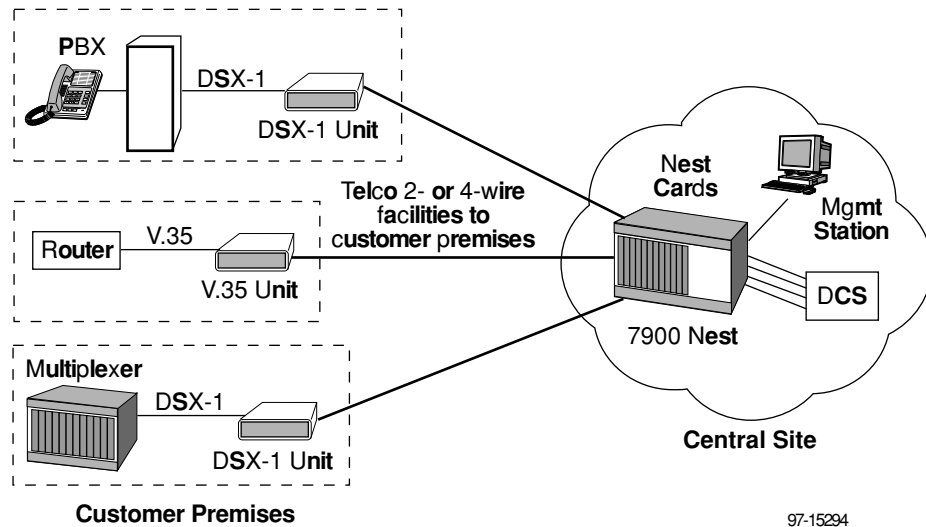 PBX
DSX-1
DSX-1 Unit
Telco 2- or 4-wire
facilities to
customer premises
Router
V.35
V.35 Unit
Multiplexer
DSX-1
DSX-1 Unit
Customer Premises
Nest
Cards
Mgmt
Station
DCS
7900 Nest
Central Site
97-15294